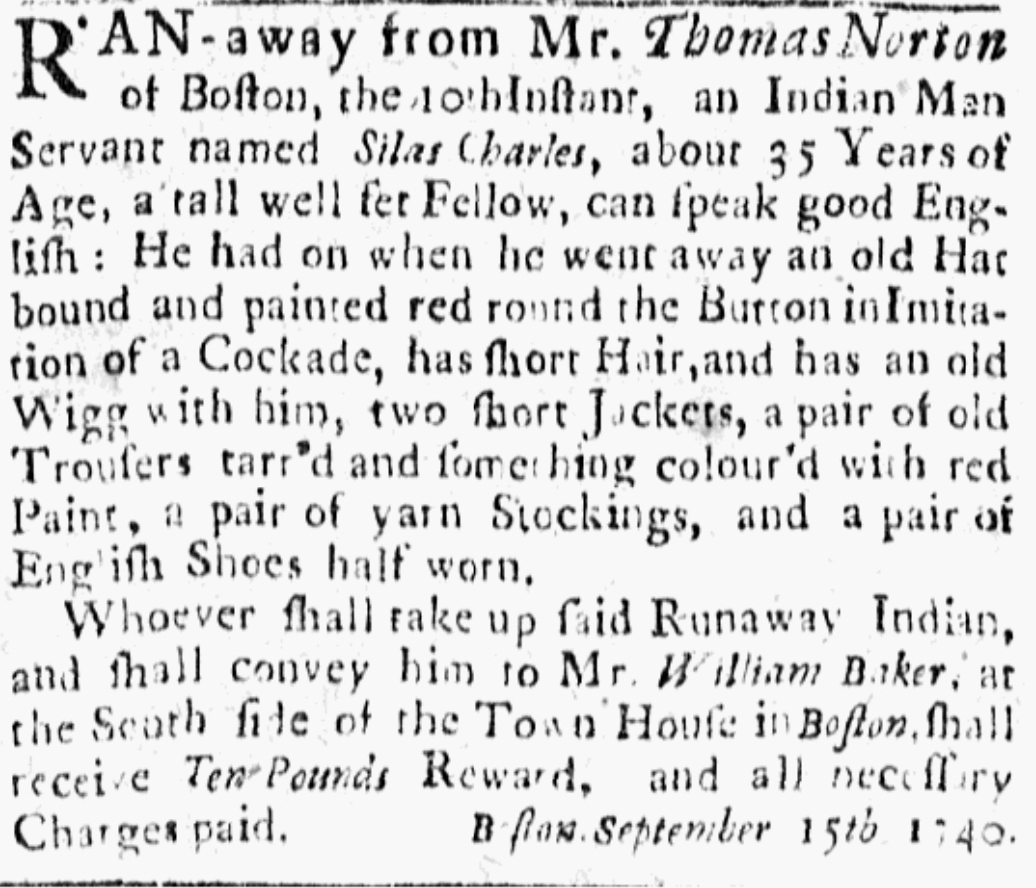 RAN-away from Mr. Thomas Norton
of Boſton, the 10th Inſtant, an Indian Man
Servant named Silas Charles, about 35 Years of
Age, a tall well ſet Fellow, can ſpeak good Eng-
liſh: He had on when he went away an old Hat
bound and painted red round the Button in Imita-
tion of a Cockade, has ſhort Hair, and has an old
Wigg with him, two ſhort Jackets, a pair of old
Trouſers tarr'd and ſomething colour'd with red
Paint, a pair of yarn Stockings, and a pair of
Engliſh Shoes half worn.
Whoever ſhall take up ſaid Runaway Indian,
and ſhall convey him to Mr. William Baker, at
the South ſide of the Town Houſe in Boſton, ſhall
receive Ten Pounds Reward, and all neceſſary
Charges paid. Boſton. September 15th 1740.